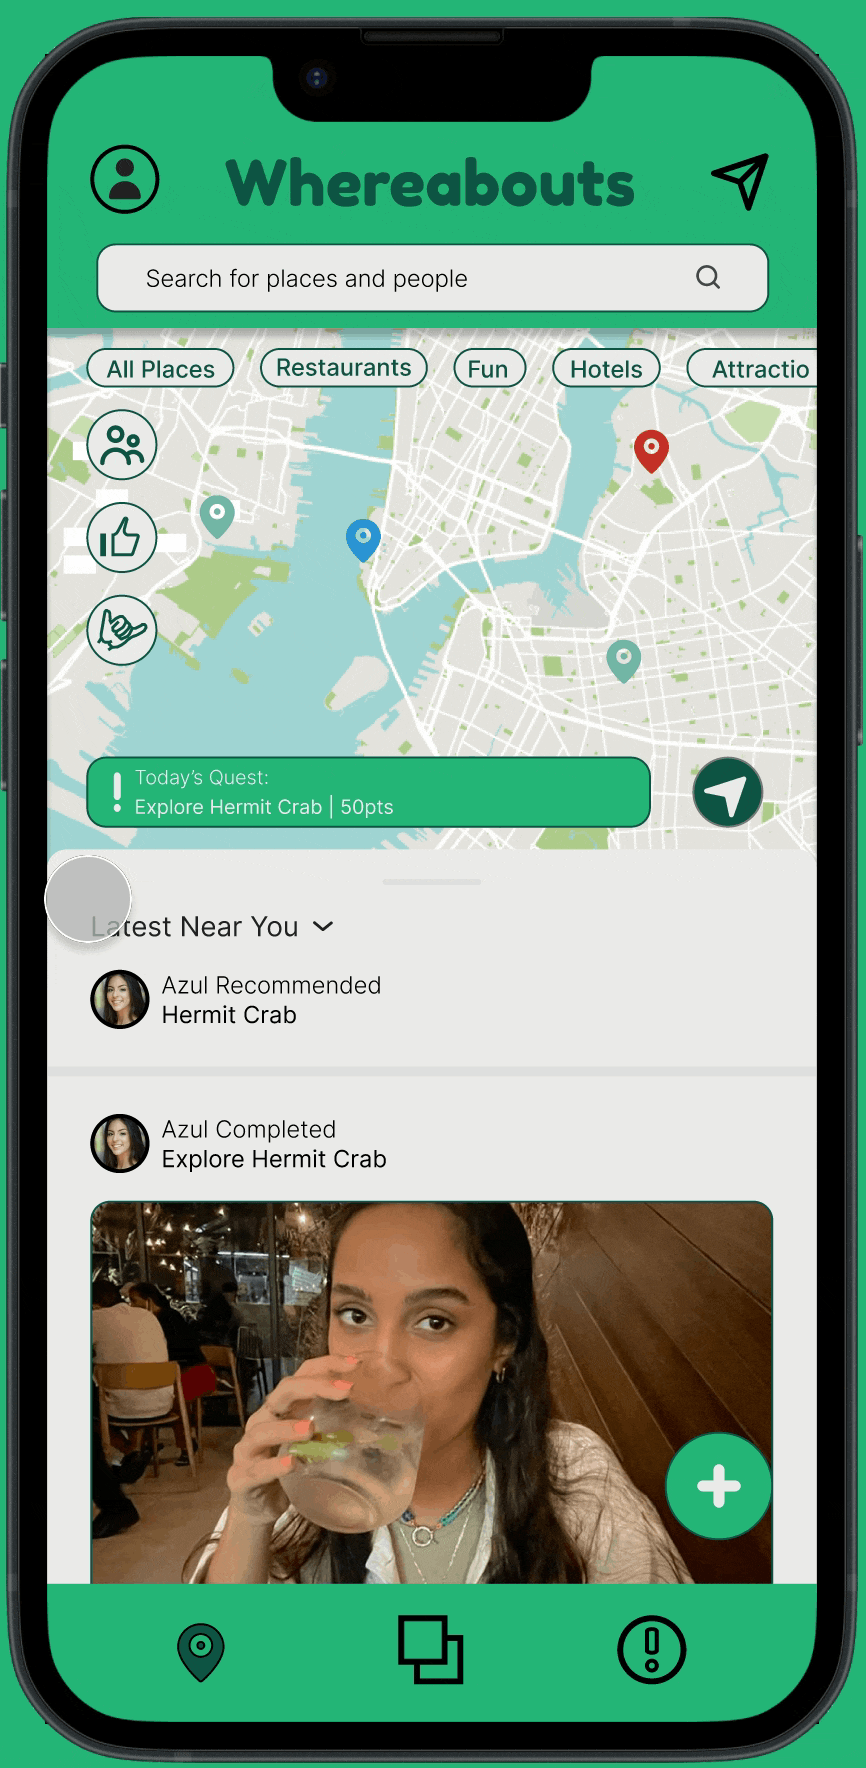 Whereabouts
Search for places and people
All Places
Restaurants
Fun
Hotels
Attractio
Today's Quest:
Explore Hermit Crab | 50pts
Latest Near You
Azul Recommended
Hermit Crab
Azul Completed
Explore Hermit Crab